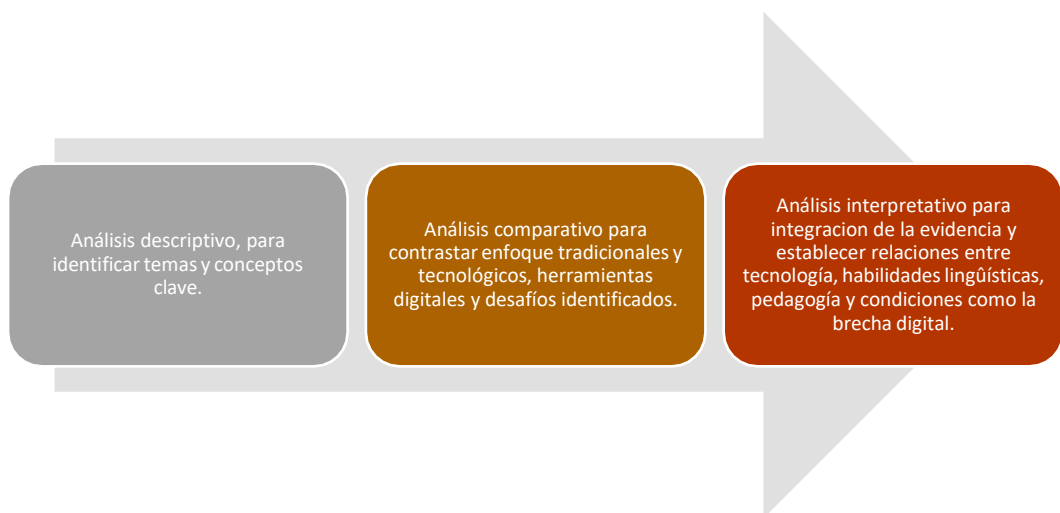 Análisis descriptivo, para
identificar temas y conceptos
clave.
Análisis comparativo para
contrastar enfoque tradicionales y
tecnológicos, herramientas
digitales y desafíos identificados.
Análisis interpretativo para
integracion de la evidencia y
establecer relaciones entre
tecnología, habilidades lingûísticas,
pedagogía y condiciones como la
brecha digital.